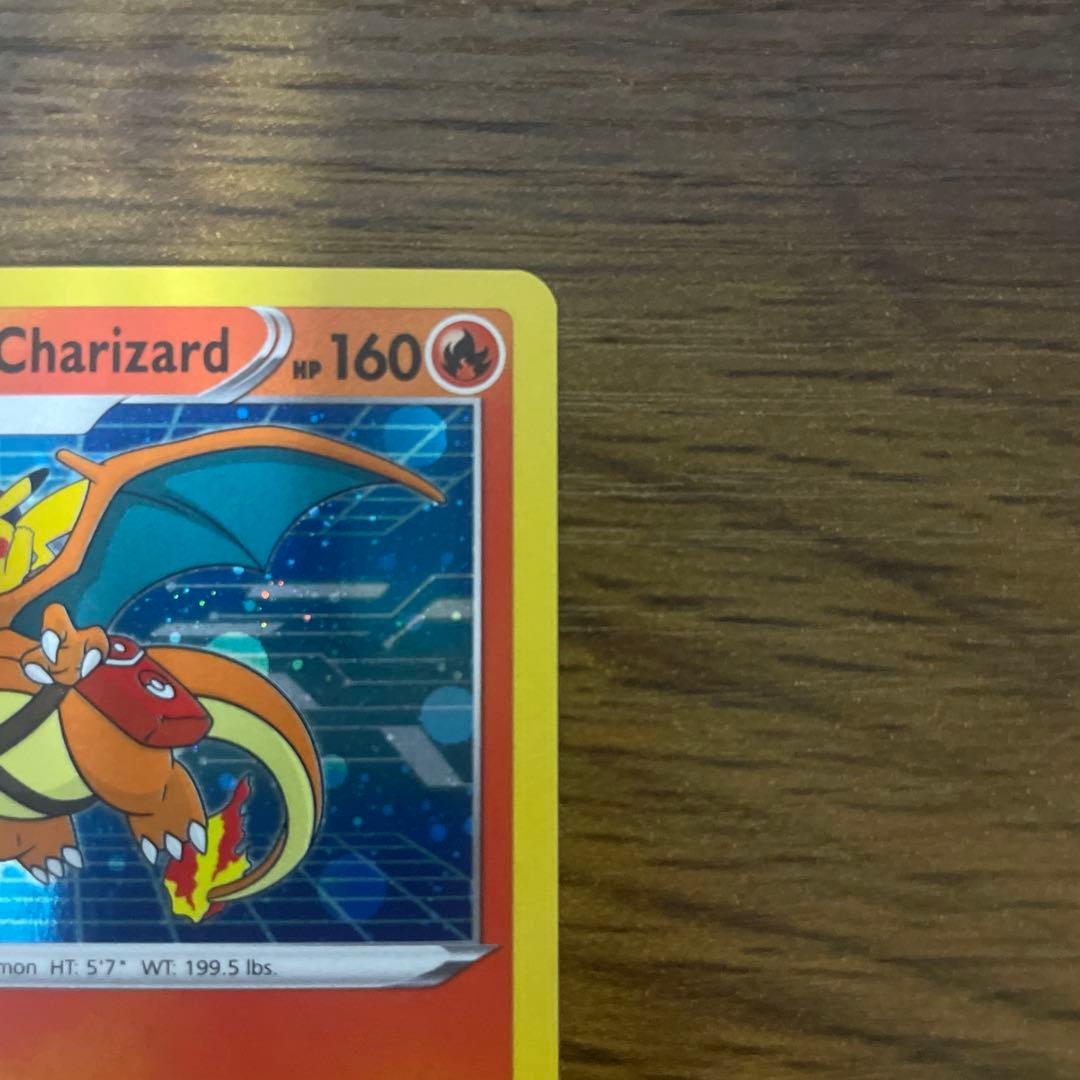 Charizard HP 160
mon HT: 5'7" WT: 199.5 lbs.